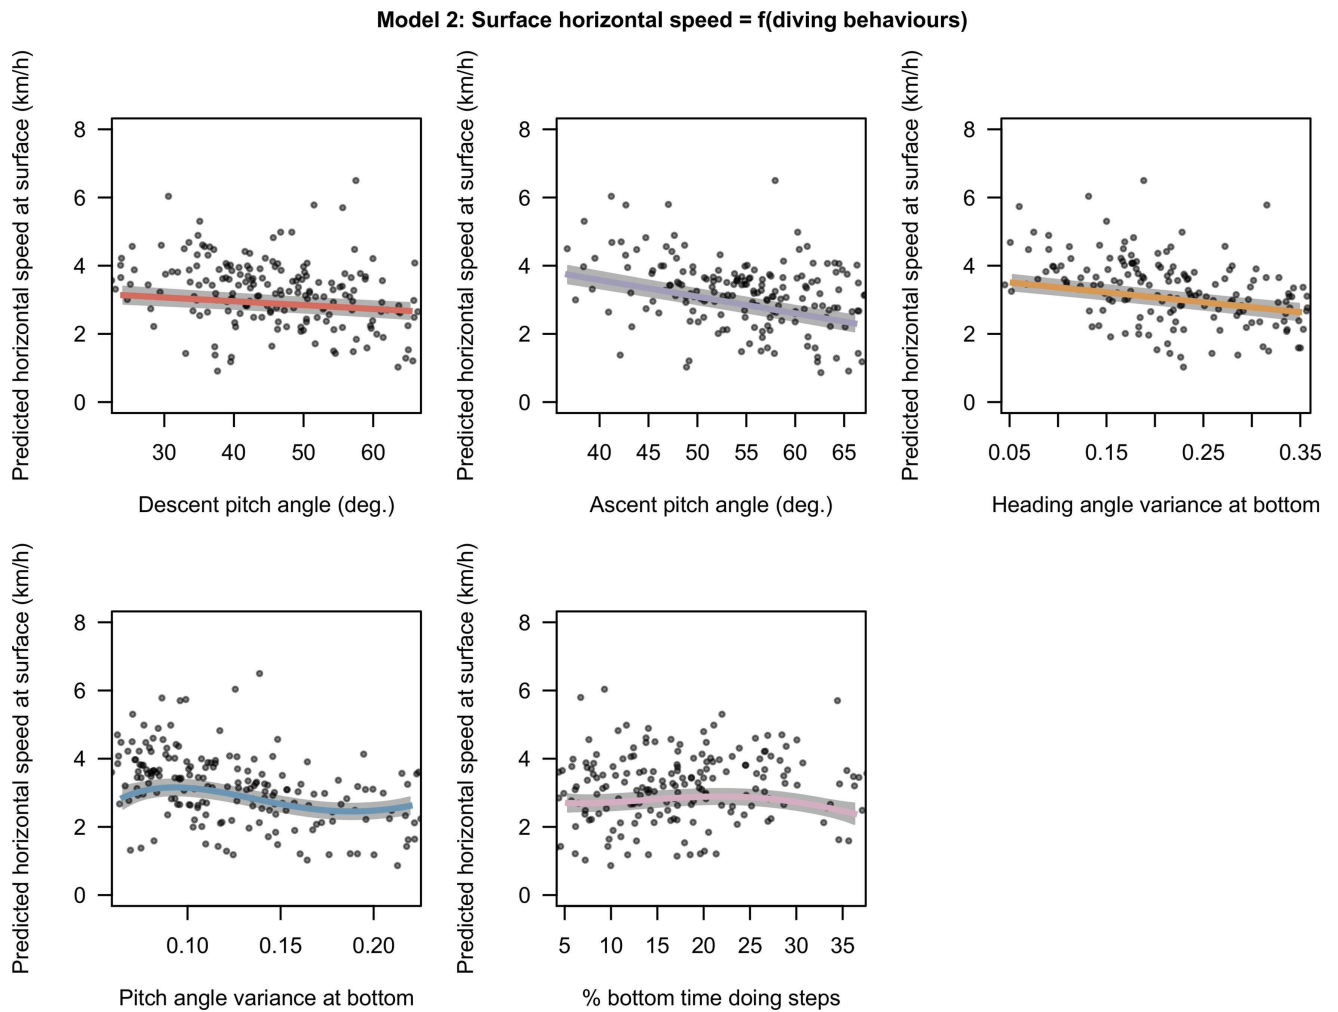 Model 2: Surface horizontal speed = f(diving behaviours)
Predicted horizontal speed at surface (km/h)
8
6
4
2
0
30 40 50 60
Descent pitch angle (deg.)
Predicted horizontal speed at surface (km/h)
8
6
4
2
0
40 45 50 55 60 65
Ascent pitch angle (deg.)
Predicted horizontal speed at surface (km/h)
8
6
4
2
0
0.05 0.15 0.25 0.35
Heading angle variance at bottom
Predicted horizontal speed at surface (km/h)
8
6
4
2
0
0.10 0.15 0.20
Pitch angle variance at bottom
Predicted horizontal speed at surface (km/h)
8
6
4
2
0
5 10 15 20 25 30 35
% bottom time doing steps